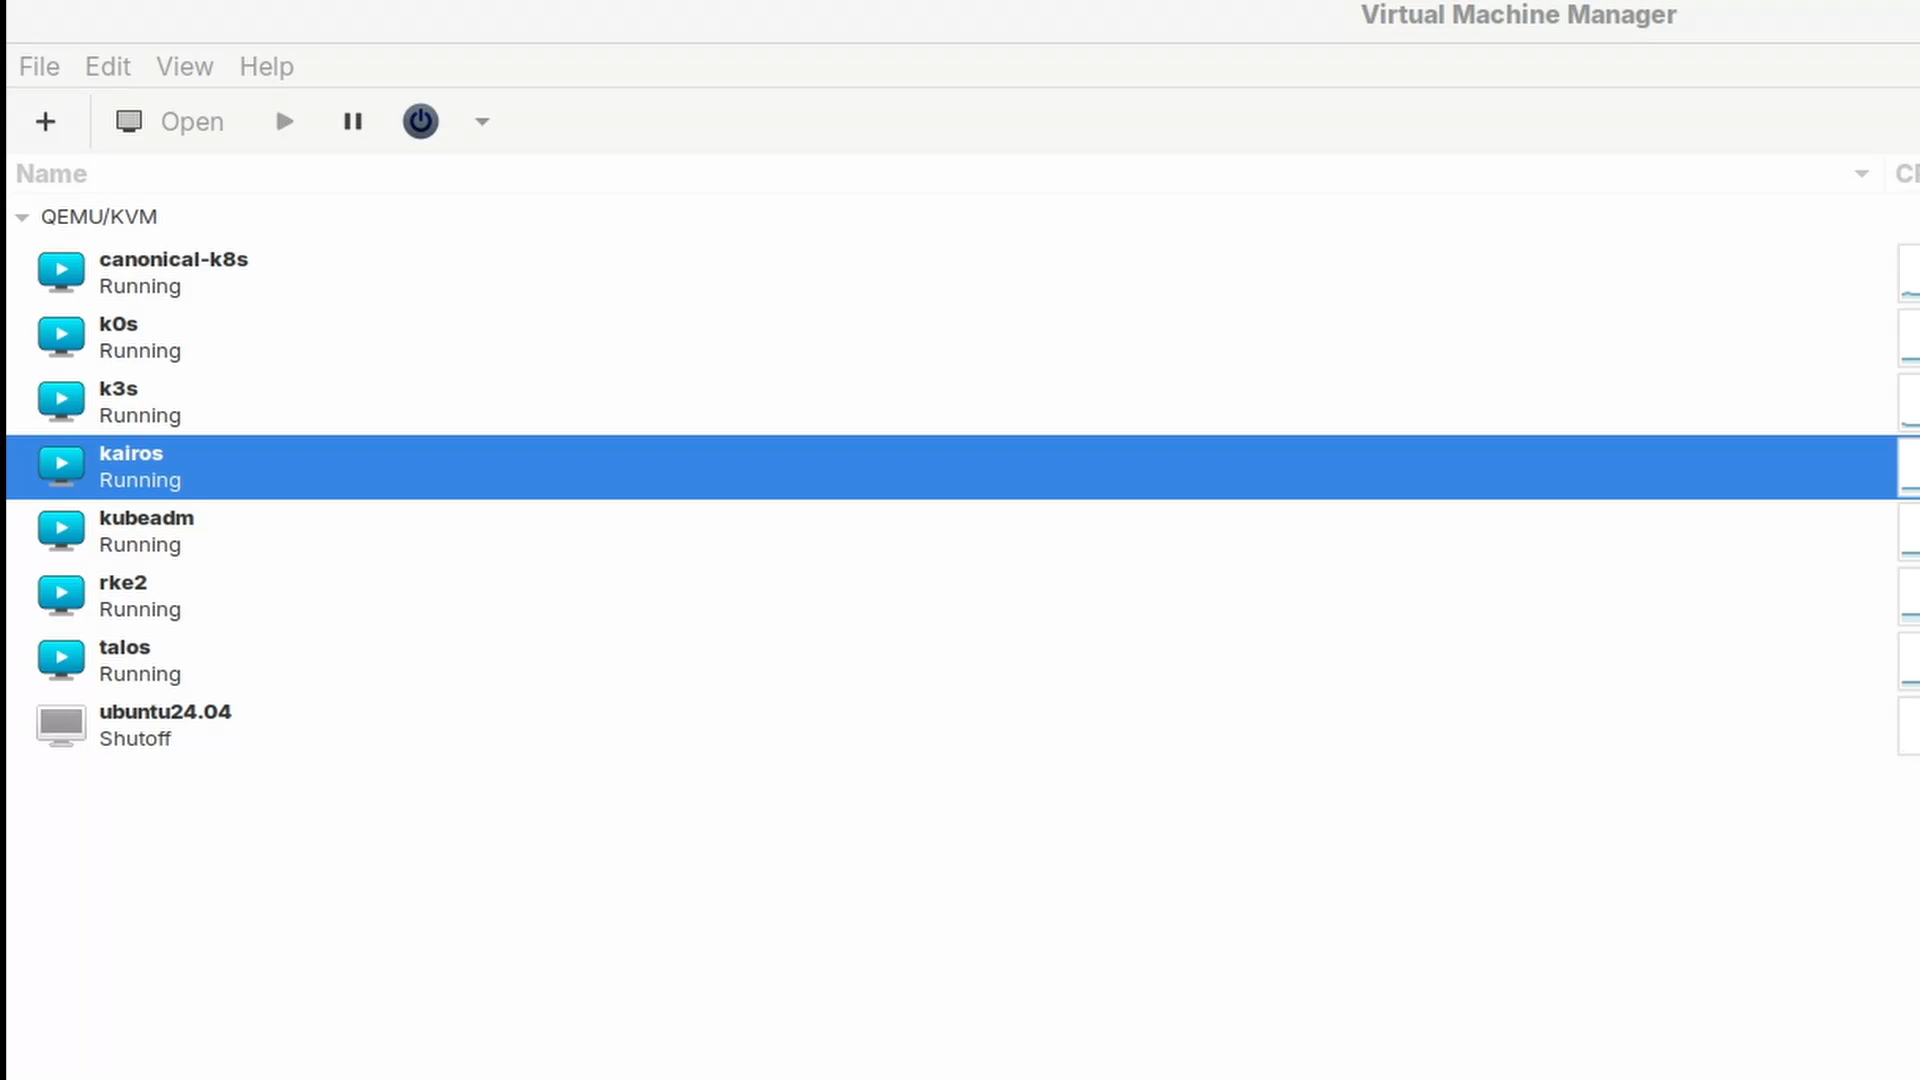 Virtual Machine Manager
File Edit View Help
Open
Name
QEMU/KVM
canonical-k8s
Running
k0s
Running
k3s
Running
kairos
Running
kubeadm
Running
rke2
Running
talos
Running
ubuntu24.04
Shutoff